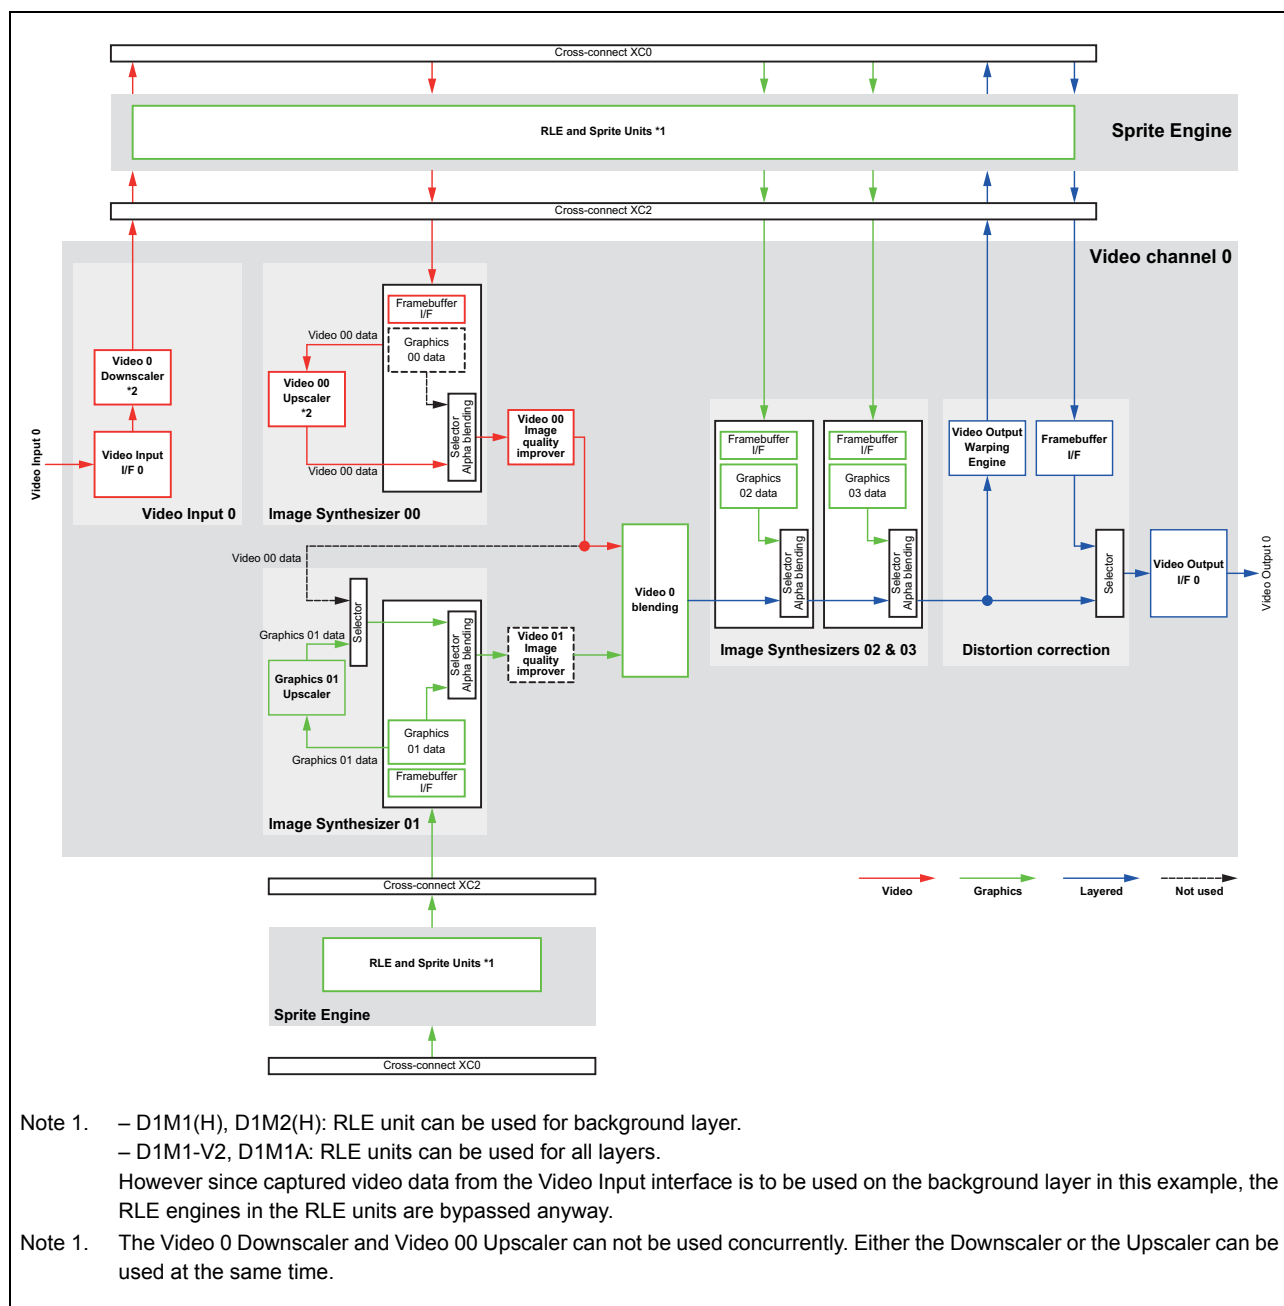 Cross-connect XC0
RLE and Sprite Units *1
Sprite Engine
Cross-connect XC2
Video channel 0
Framebuffer
I/F
Video 00 data
Graphics
00 data
Video 0
Downscaler
*2
Video 00
Upscaler
*2
Selector
Alpha blending
Video 00
Image
quality
improver
Video Input 0
Video Input
I/F 0
Video 00 data
Video Input 0
Image Synthesizer 00
Framebuffer
I/F
Graphics
02 data
Framebuffer
I/F
Graphics
03 data
Video Output
Warping
Engine
Framebuffer
I/F
Selector
Alpha blending
Selector
Alpha blending
Selector
Video Output
I/F 0
Video Output 0
Video 00 data
Video 0
blending
Selector
Graphics 01 data
Selector
Alpha blending
Video 01
Image
quality
improver
Image Synthesizers 02 & 03
Distortion correction
Graphics 01
Upscaler
Graphics
01 data
Graphics 01 data
Framebuffer
I/F
Image Synthesizer 01
Cross-connect XC2
Video
Graphics
Layered
Not used
RLE and Sprite Units *1
Sprite Engine
Cross-connect XC0
Note 1. – D1M1(H), D1M2(H): RLE unit can be used for background layer.
– D1M1-V2, D1M1A: RLE units can be used for all layers.
However since captured video data from the Video Input interface is to be used on the background layer in this example, the
RLE engines in the RLE units are bypassed anyway.
Note 1. The Video 0 Downscaler and Video 00 Upscaler can not be used concurrently. Either the Downscaler or the Upscaler can be
used at the same time.